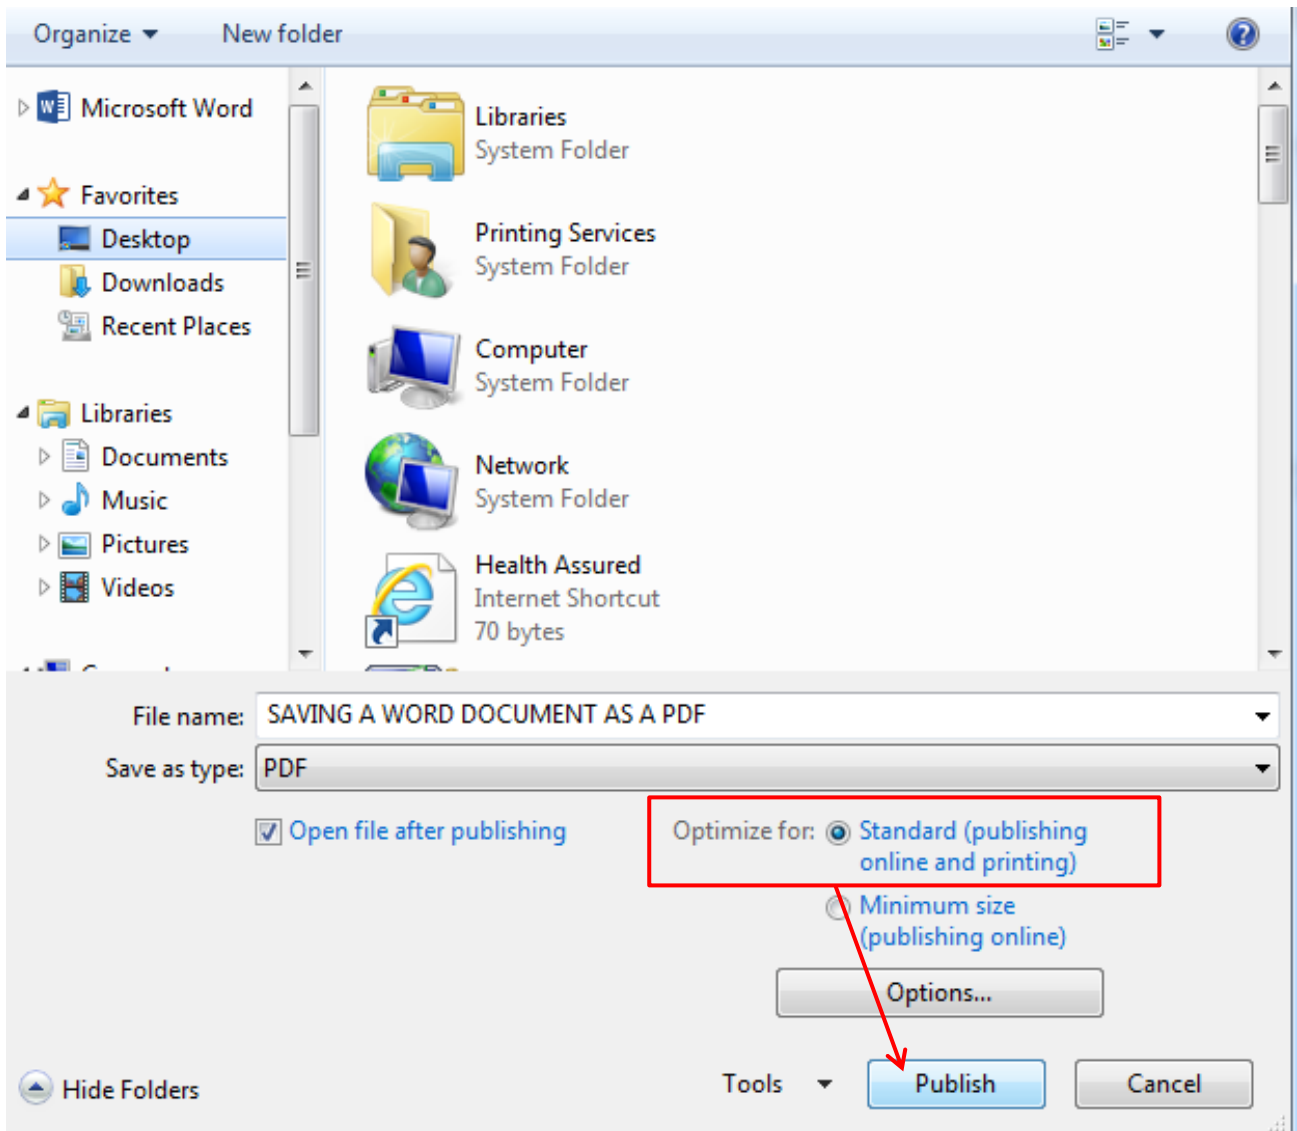 Organize
New folder
Microsoft Word
Favorites
Desktop
Downloads
Recent Places
Libraries
Documents
Music
Pictures
Videos
Libraries
System Folder
Printing Services
System Folder
Computer
System Folder
Network
System Folder
Health Assured
Internet Shortcut
70 bytes
File name: SAVING A WORD DOCUMENT AS A PDF
Save as type: PDF
Open file after publishing
Optimize for: Standard (publishing
online and printing)
Minimum size
(publishing online)
Options...
Hide Folders
Tools
Publish
Cancel